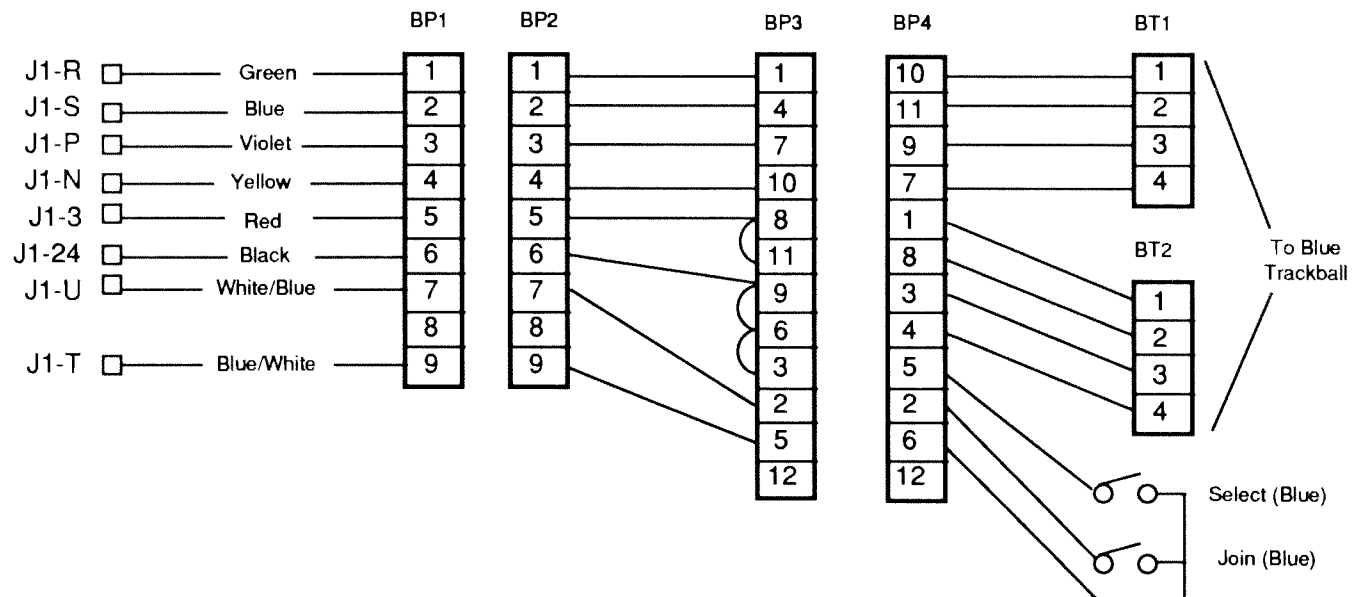 BP1 BP2 BP3 BP4 BT1
J1-R Green 1 1 1 10 1
J1-S Blue 2 2 4 11 2
J1-P Violet 3 3 7 9 3
J1-N Yellow 4 4 10 7 4
J1-3 Red 5 5 8 1
J1-24 Black 6 6 11 8 BT2
J1-U White/Blue 7 7 9 3 1
8 8 6 4 2
J1-T Blue/White 9 9 3 5 3
2 2 4
5 6
12 12
To Blue
Trackball
Select (Blue)
Join (Blue)